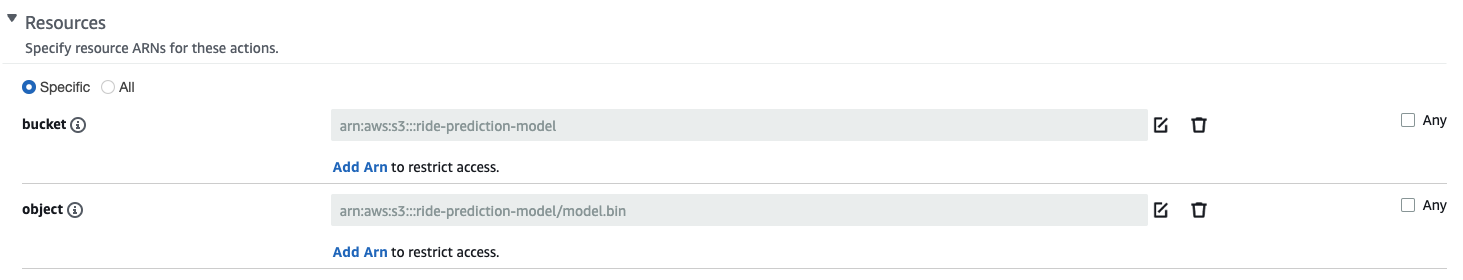 Resources
Specify resource ARNs for these actions.
Specific All
bucket arn:aws:s3:::ride-prediction-model Any
Add Arn to restrict access.
object arn:aws:s3:::ride-prediction-model/model.bin Any
Add Arn to restrict access.